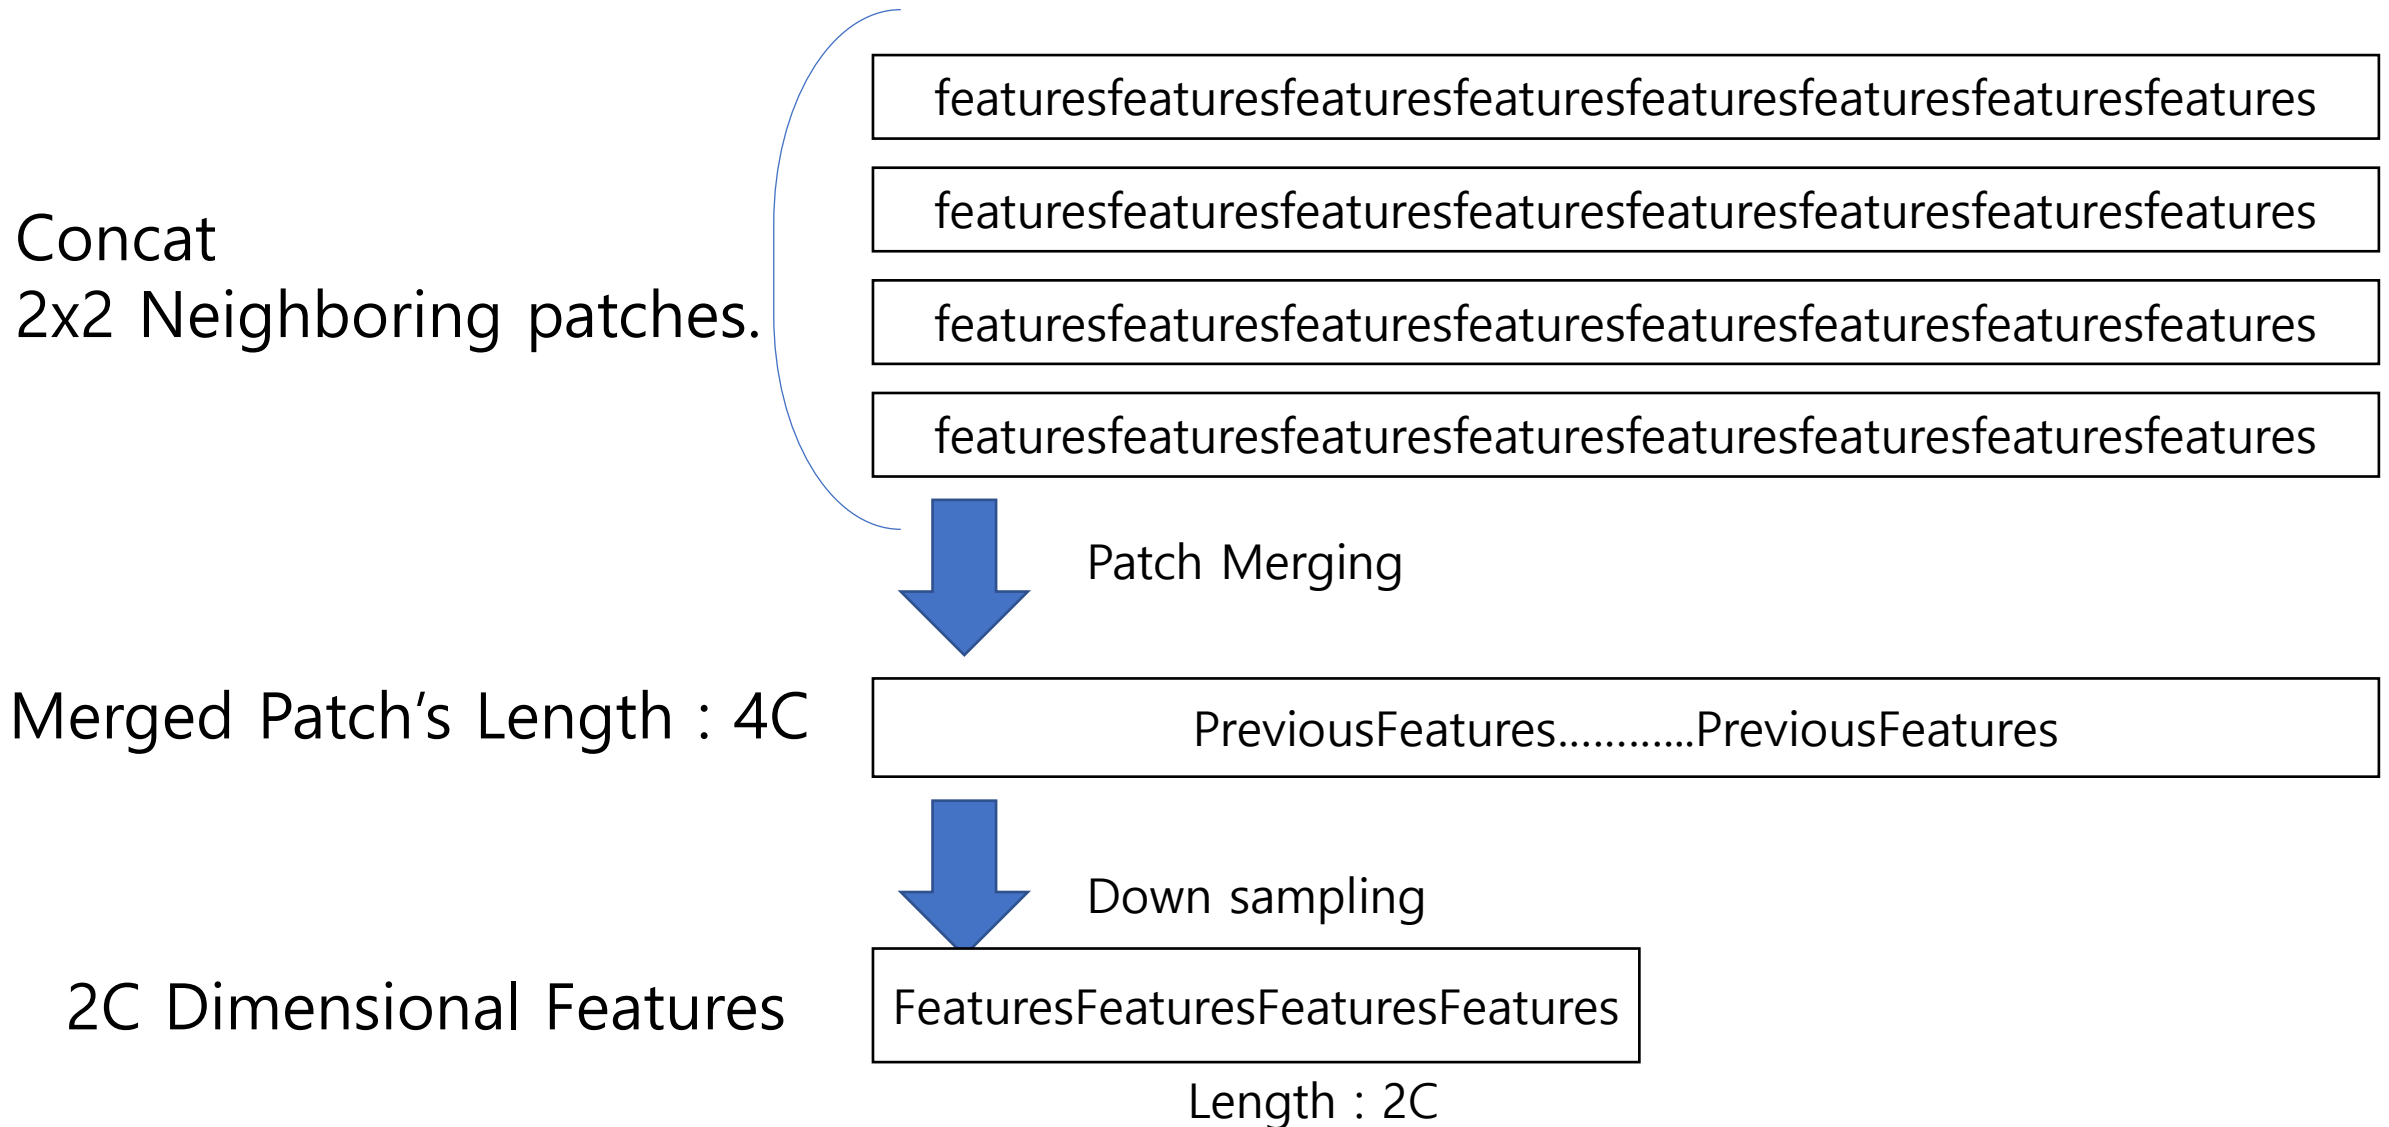 featuresfeaturesfeaturesfeaturesfeaturesfeaturesfeaturesfeatures
featuresfeaturesfeaturesfeaturesfeaturesfeaturesfeaturesfeatures
Concat
2x2 Neighboring patches.
featuresfeaturesfeaturesfeaturesfeaturesfeaturesfeaturesfeatures
featuresfeaturesfeaturesfeaturesfeaturesfeaturesfeaturesfeatures
Patch Merging
Merged Patch’s Length : 4C
PreviousFeatures............PreviousFeatures
Down sampling
2C Dimensional Features
FeaturesFeaturesFeaturesFeatures
Length : 2C